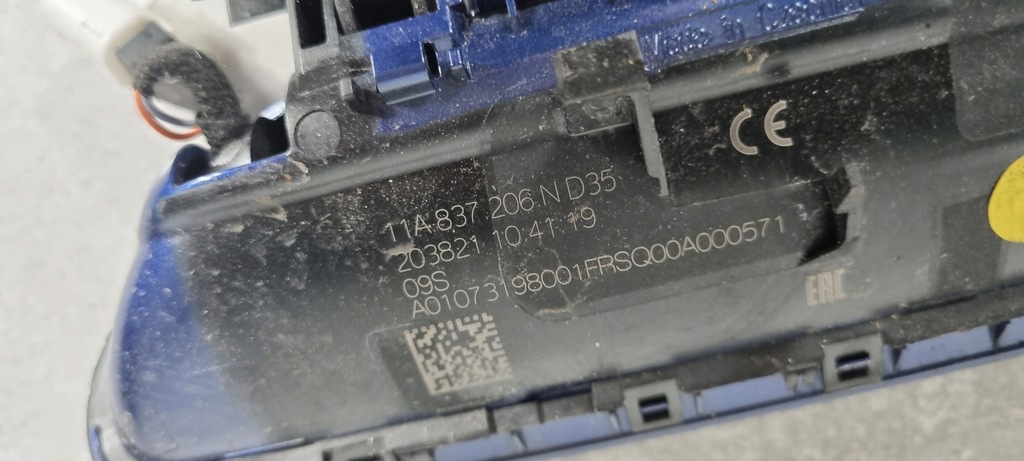 Made in Czech
CE
11A 837 206 N D35
203821 10:41:19
09S
A01073198001FRSQ00A000571
EAC